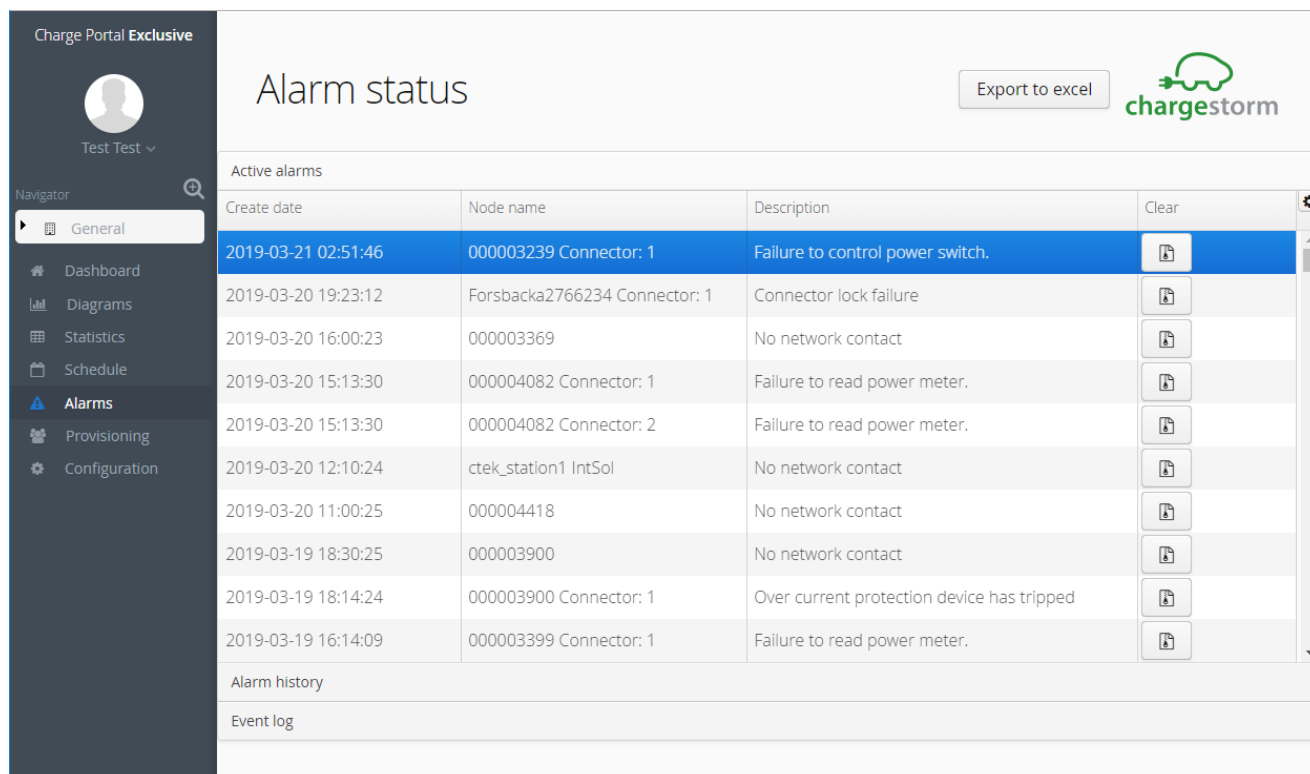 Charge Portal Exclusive
Test Test
Navigator
General
Dashboard
Diagrams
Statistics
Schedule
Alarms
Provisioning
Configuration
Alarm status
Export to excel
chargestorm
Active alarms
Create date Node name Description Clear
2019-03-21 02:51:46 000003239 Connector: 1 Failure to control power switch.
2019-03-20 19:23:12 Forsbacka2766234 Connector: 1 Connector lock failure
2019-03-20 16:00:23 000003369 No network contact
2019-03-20 15:13:30 000004082 Connector: 1 Failure to read power meter.
2019-03-20 15:13:30 000004082 Connector: 2 Failure to read power meter.
2019-03-20 12:10:24 ctek_station1 IntSol No network contact
2019-03-20 11:00:25 000004418 No network contact
2019-03-19 18:30:25 000003900 No network contact
2019-03-19 18:14:24 000003900 Connector: 1 Over current protection device has tripped
2019-03-19 16:14:09 000003399 Connector: 1 Failure to read power meter.
Alarm history
Event log